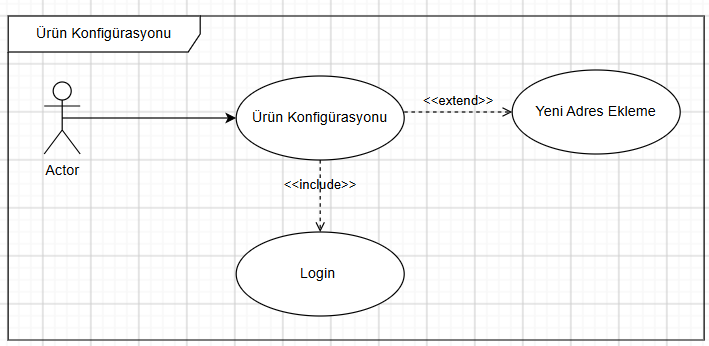 Ürün Konfigürasyonu
Ürün Konfigürasyonu
<<extend>>
Yeni Adres Ekleme
Actor
<<include>>
Login